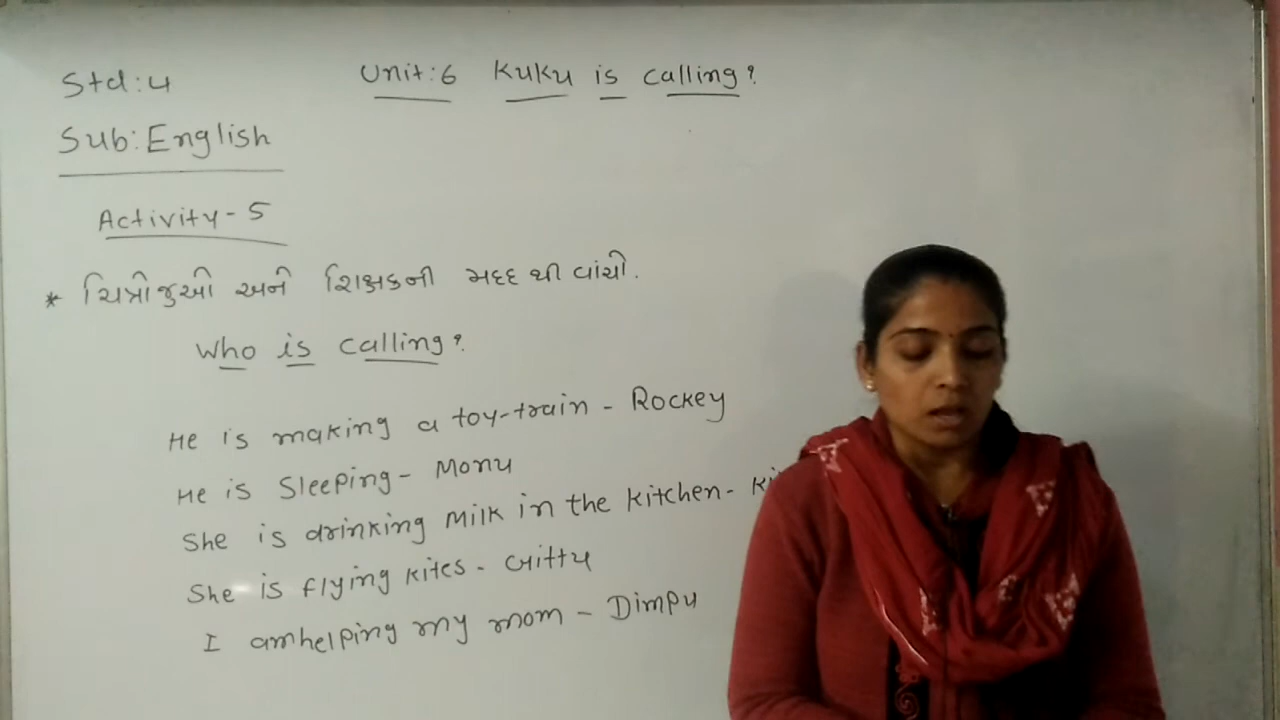 Std:4
Unit:6 Kuku is calling?
Sub:English
Activity-5
* ચિત્રો જુઓ અને શિક્ષકની મદદ થી વાંચો.
Who is calling?
He is making a toy-train - Rockey
He is Sleeping - Monu
She is drinking Milk in the kitchen -
She is flying kites - Gittu
I am helping my mom - Dimpu